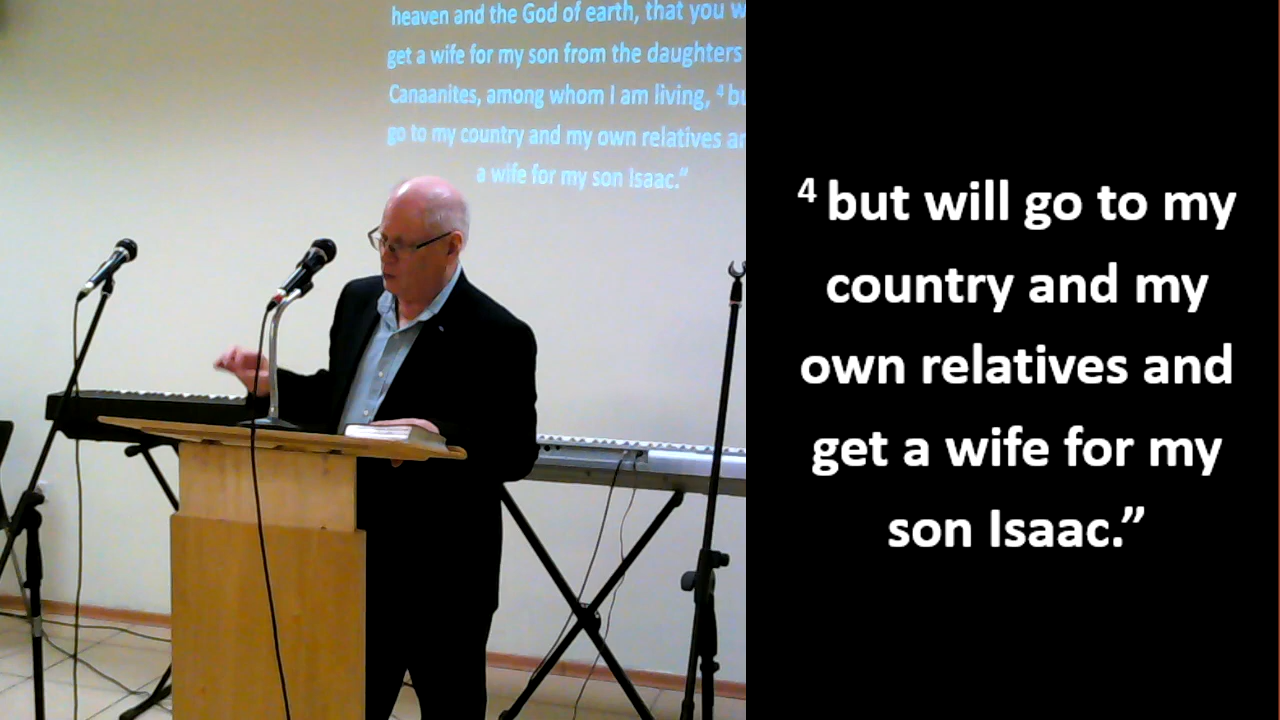 heaven and the God of earth, that you
get a wife for my son from the daughters
Canaanites, among whom I am living, ⁴
go to my country and my own relatives
a wife for my son Isaac.”
⁴ but will go to my
country and my
own relatives and
get a wife for my
son Isaac.”